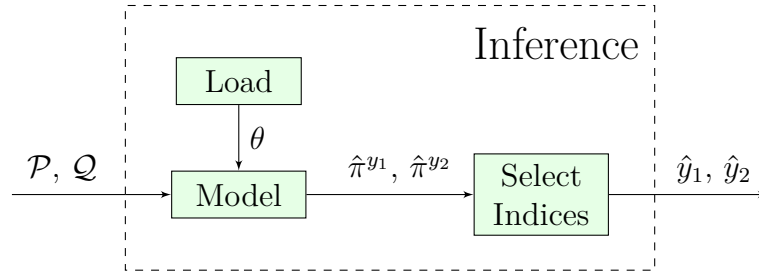 Inference
Load
θ
𝒫, 𝒬
Model
π̂^{y₁}, π̂^{y₂}
Select
Indices
ŷ₁, ŷ₂